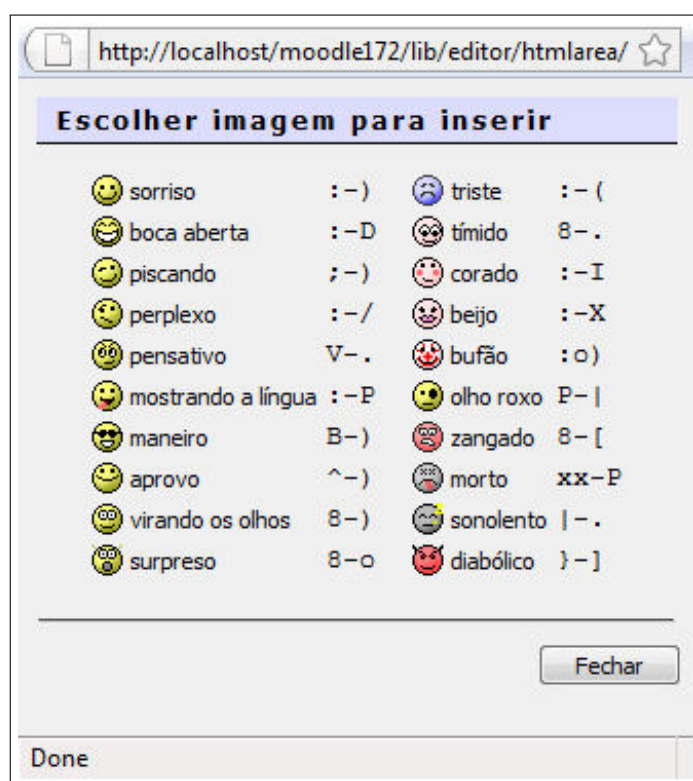 http://localhost/moodle172/lib/editor/htmlarea/
Escolher imagem para inserir
sorriso :-) triste :-(
boca aberta :-D tímido 8-.
piscando ;-) corado :-I
perplexo :-/ beijo :-X
pensativo V-. bufão :o)
mostrando a língua :-P olho roxo P-|
maneiro B-) zangado 8-[
aprovo ^-) morto xx-P
virando os olhos 8-) sonolento |-.
surpreso 8-o diabólico }-]
Fechar
Done